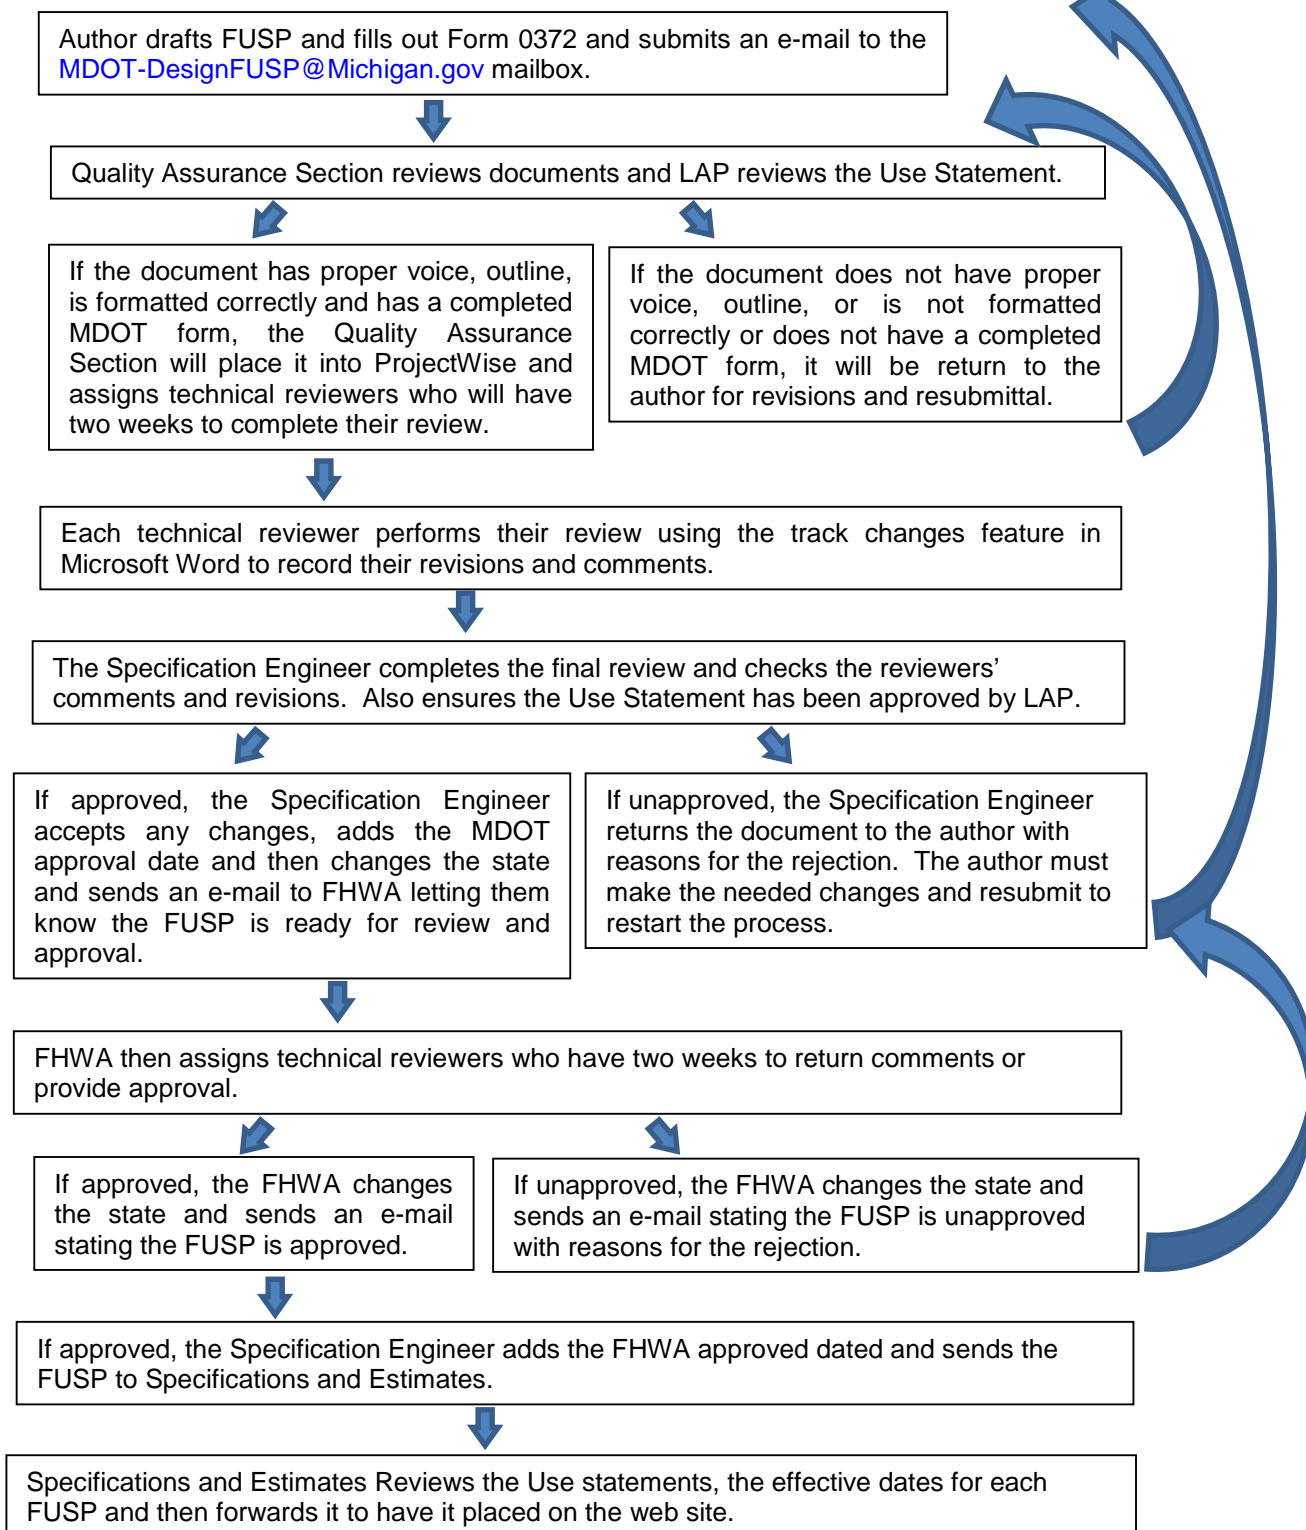 Author drafts FUSP and fills out Form 0372 and submits an e-mail to the
MDOT-DesignFUSP@Michigan.gov mailbox.
Quality Assurance Section reviews documents and LAP reviews the Use Statement.
If the document has proper voice, outline,
is formatted correctly and has a completed
MDOT form, the Quality Assurance
Section will place it into ProjectWise and
assigns technical reviewers who will have
two weeks to complete their review.
If the document does not have proper
voice, outline, or is not formatted
correctly or does not have a completed
MDOT form, it will be return to the
author for revisions and resubmittal.
Each technical reviewer performs their review using the track changes feature in
Microsoft Word to record their revisions and comments.
The Specification Engineer completes the final review and checks the reviewers’
comments and revisions.  Also ensures the Use Statement has been approved by LAP.
If approved, the Specification Engineer
accepts any changes, adds the MDOT
approval date and then changes the state
and sends an e-mail to FHWA letting them
know the FUSP is ready for review and
approval.
If unapproved, the Specification Engineer
returns the document to the author with
reasons for the rejection.  The author must
make the needed changes and resubmit to
restart the process.
FHWA then assigns technical reviewers who have two weeks to return comments or
provide approval.
If approved, the FHWA changes
the state and sends an e-mail
stating the FUSP is approved.
If unapproved, the FHWA changes the state and
sends an e-mail stating the FUSP is unapproved
with reasons for the rejection.
If approved, the Specification Engineer adds the FHWA approved dated and sends the
FUSP to Specifications and Estimates.
Specifications and Estimates Reviews the Use statements, the effective dates for each
FUSP and then forwards it to have it placed on the web site.